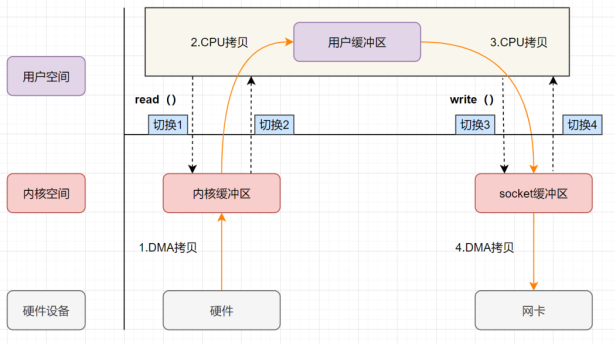 2.CPU拷贝
用户缓冲区
3.CPU拷贝
用户空间
read（）
write（）
切换1
切换2
切换3
切换4
内核空间
内核缓冲区
socket缓冲区
1.DMA拷贝
4.DMA拷贝
硬件设备
硬件
网卡